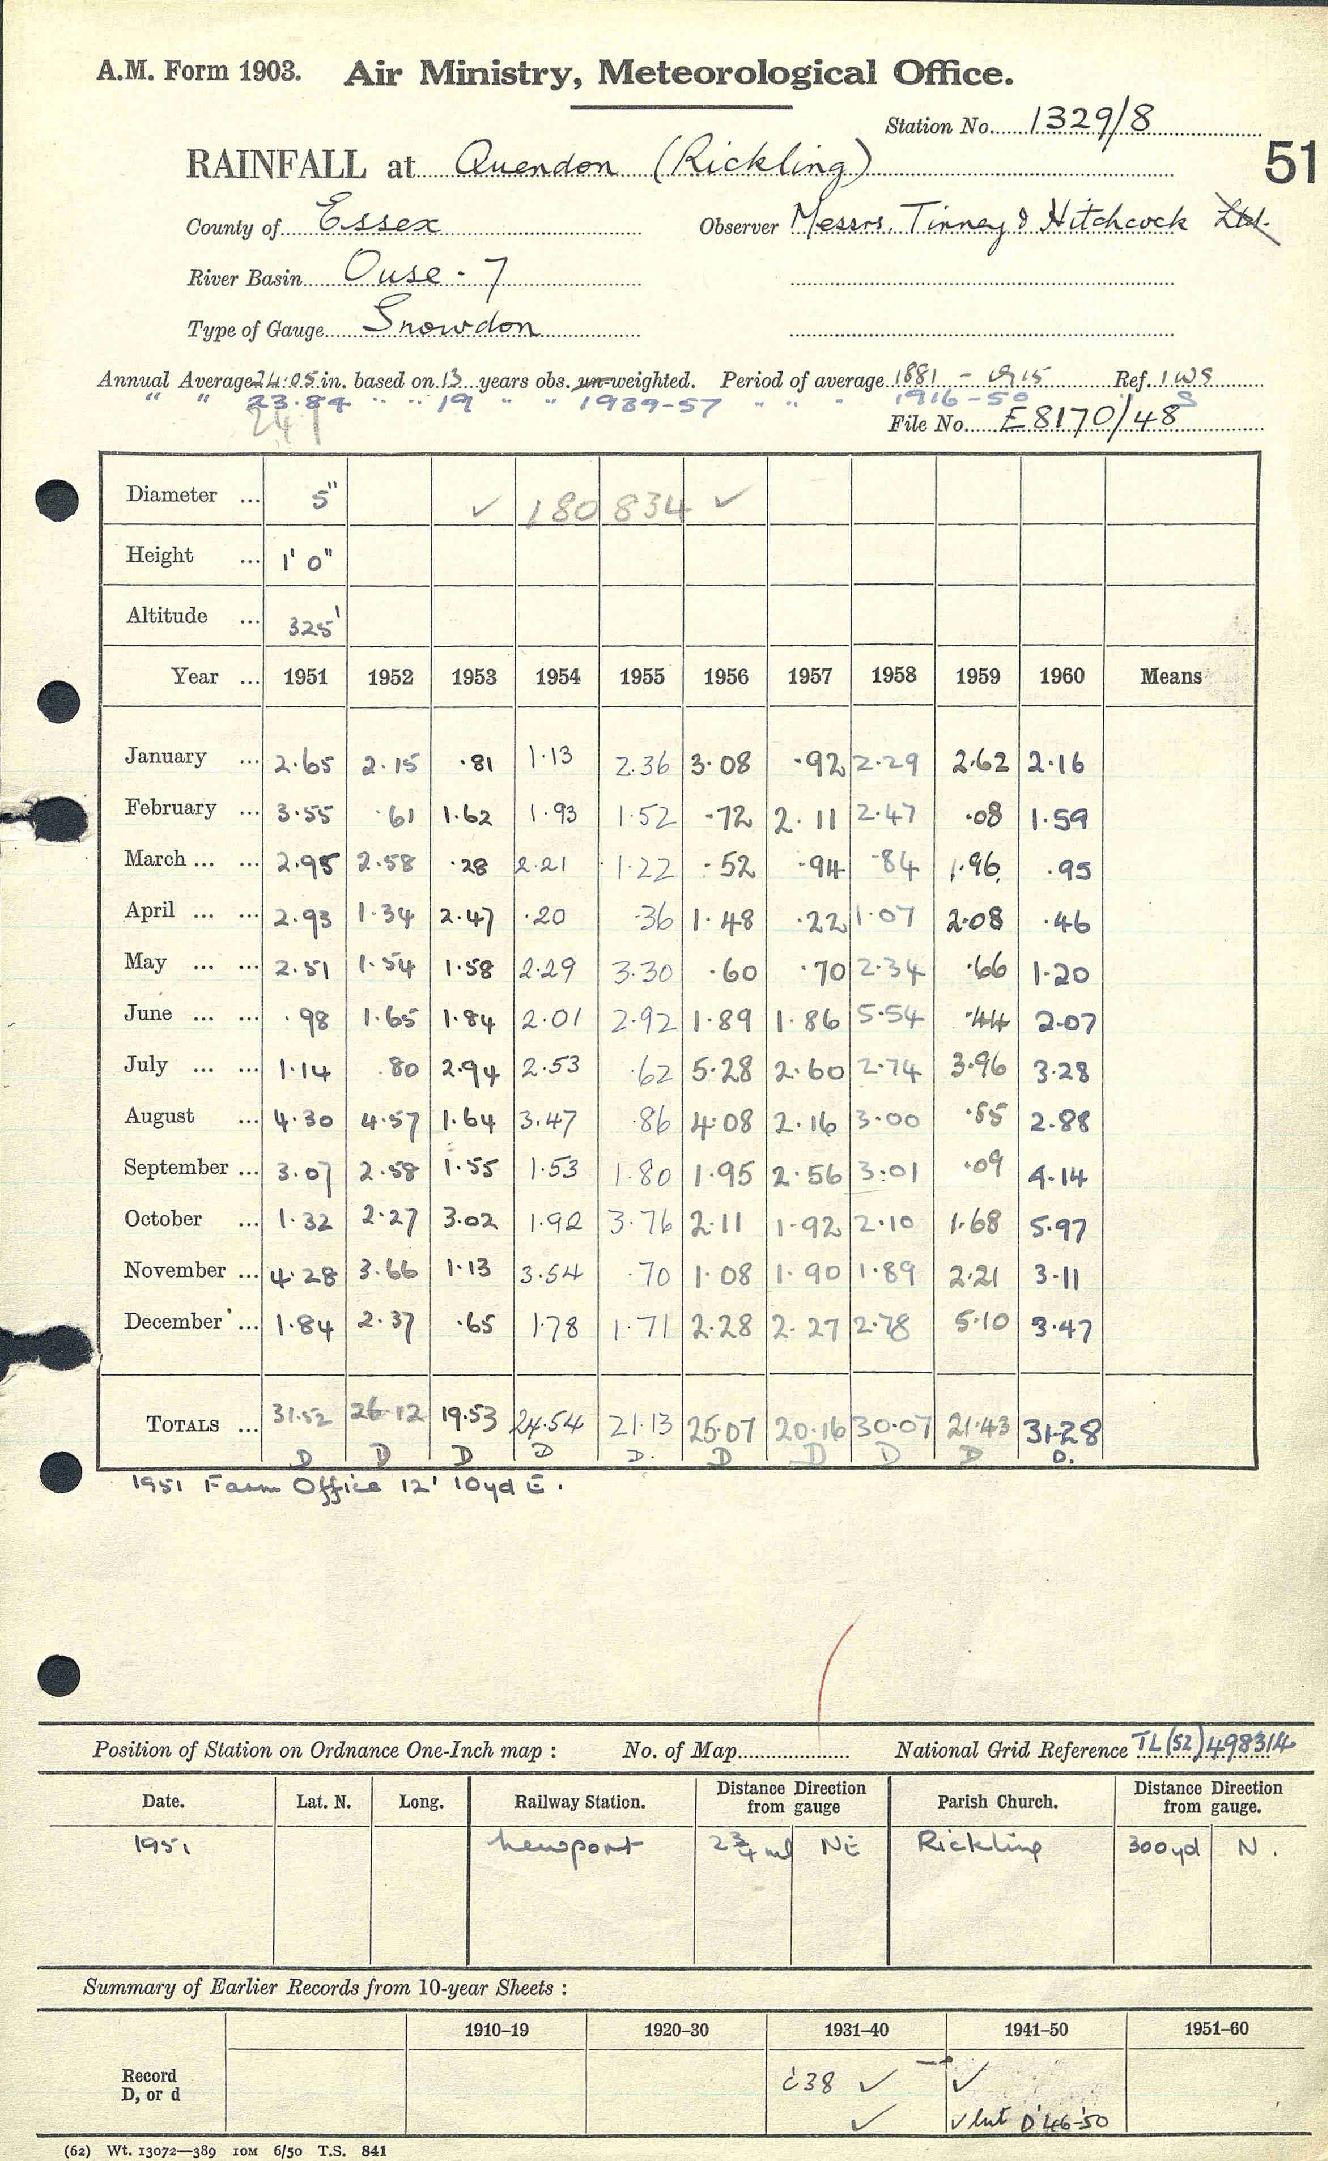 A.M. Form 1903. Air Ministry, Meteorological Office.
Station No. 1329/8
51
RAINFALL at Quendon (Rickling)
County of Essex Observer Messrs. Tinney & Hitchcock Ltd.
River Basin Ouse - 7
Type of Gauge Snowdon
Annual Average 24.05 in. based on 13 years obs. un-weighted. Period of average 1881 - 1915 Ref. IWS
" " 23.84 " " 19 " " 1939-57 " " " 1916-50 " S
241
File No. E8170/48
Diameter ... 5" ✓ 180 834 ✓
Height ... 1' 0"
Altitude ... 325'
Year ... 1951 1952 1953 1954 1955 1956 1957 1958 1959 1960 Means
January ... 2.65 2.15 .81 1.13 2.36 3.08 .92 2.29 2.62 2.16
February ... 3.55 .61 1.62 1.93 1.52 .72 2.11 2.47 .08 1.59
March ... ... 2.95 2.58 .28 2.21 1.22 .52 .94 .84 1.96 .95
April ... ... 2.93 1.34 2.47 .20 .36 1.48 .22 1.07 2.08 .46
May ... ... 2.51 1.54 1.58 2.29 3.30 .60 .70 2.34 .66 1.20
June ... ... .98 1.65 1.84 2.01 2.92 1.89 1.86 5.54 .44 2.07
July ... ... 1.14 .80 2.94 2.53 .62 5.28 2.60 2.74 3.96 3.28
August ... 4.30 4.57 1.64 3.47 .86 4.08 2.16 3.00 .55 2.88
September ... 3.07 2.58 1.55 1.53 1.80 1.95 2.56 3.01 .09 4.14
October ... 1.32 2.27 3.02 1.92 3.76 2.11 1.92 2.10 1.68 5.97
November ... 4.28 3.66 1.13 3.54 .70 1.08 1.90 1.89 2.21 3.11
December ... 1.84 2.37 .65 1.78 1.71 2.28 2.27 2.78 5.10 3.47
TOTALS ... 31.52 26.12 19.53 24.54 21.13 25.07 20.16 30.07 21.43 31.28
D D D D D. D D D D D.
1951 Farm Office 12' 10yd E.
Position of Station on Ordnance One-Inch map : No. of Map National Grid Reference TL(52)498314
Date. Lat. N. Long. Railway Station. Distance from gauge Direction Parish Church. Distance from gauge. Direction
1951 Newport 2¾ ml NE Rickling 300yd N.
Summary of Earlier Records from 10-year Sheets :
1910–19 1920–30 1931–40 1941–50 1951–60
Record D, or d c38 ✓ ✓
✓ ✓ but D '46-'50
(62) Wt. 13072—389 10M 6/50 T.S. 841